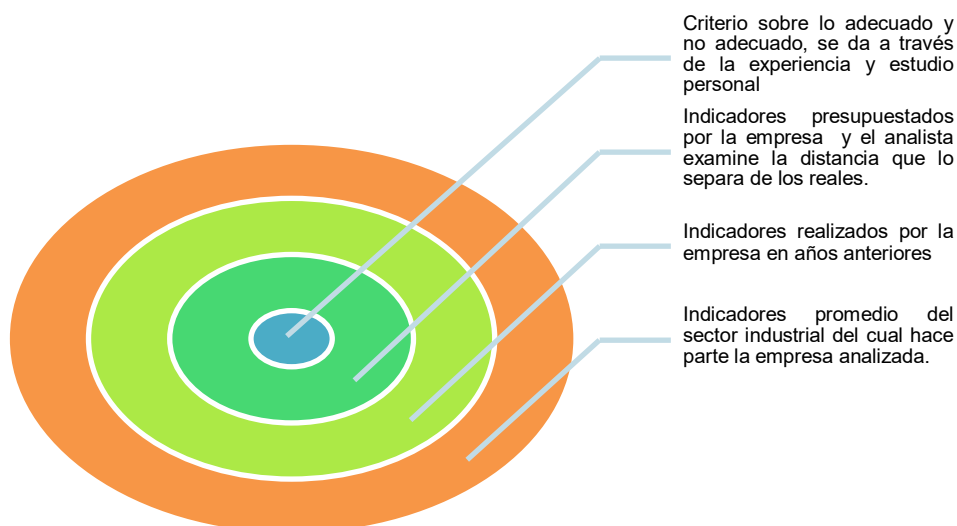 Criterio sobre lo adecuado y
no adecuado, se da a través
de la experiencia y estudio
personal
Indicadores presupuestados
por la empresa y el analista
examine la distancia que lo
separa de los reales.
Indicadores realizados por la
empresa en años anteriores
Indicadores promedio del
sector industrial del cual hace
parte la empresa analizada.